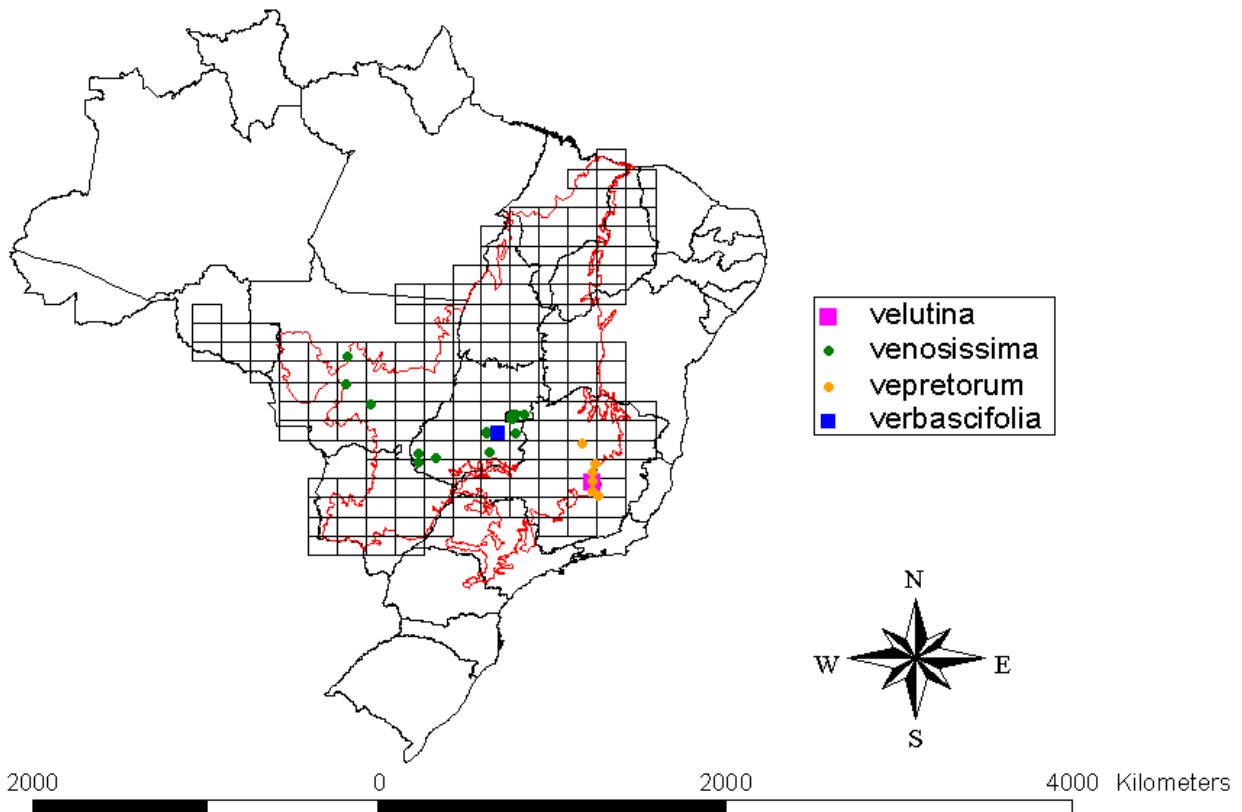 velutina
venosissima
vepretorum
verbascifolia
N
W E
S
2000 0 2000 4000 Kilometers